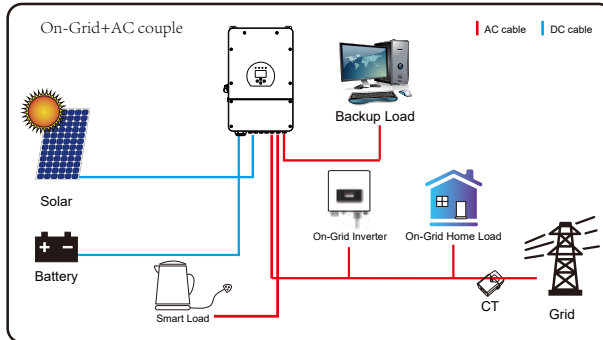 On-Grid+AC couple
AC cable
DC cable
Backup Load
Solar
On-Grid Inverter
On-Grid Home Load
Battery
Smart Load
CT
Grid